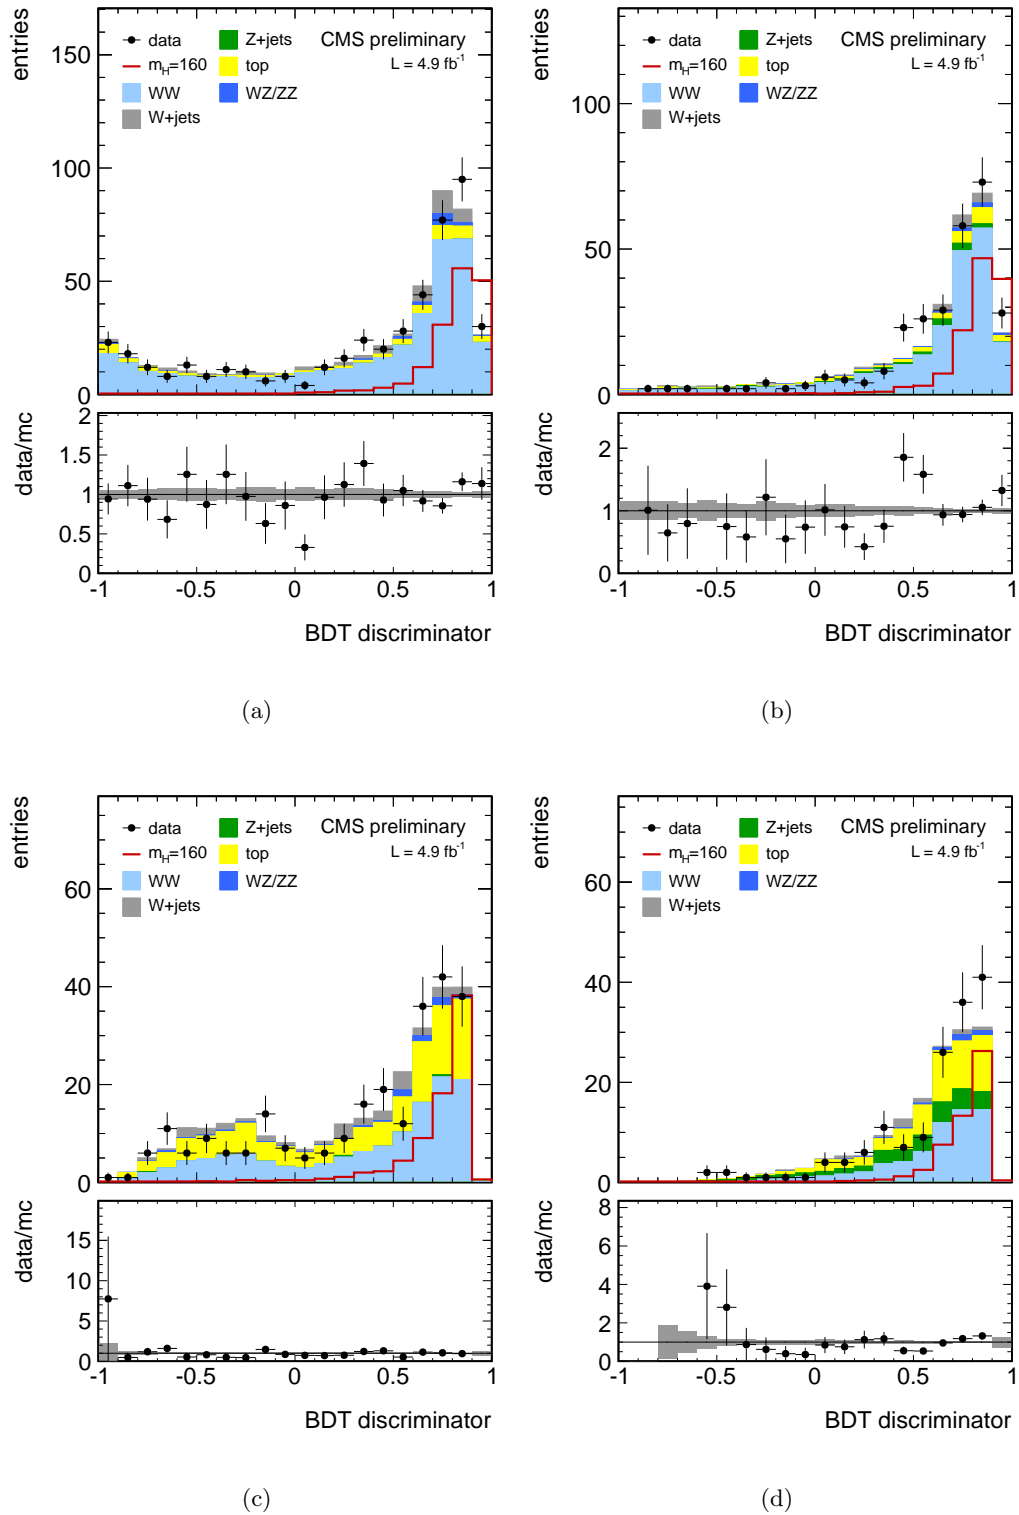 entries
150
100
50
0
data
m_H=160
WW
W+jets
Z+jets
top
WZ/ZZ
CMS preliminary
L = 4.9 fb⁻¹
data/mc
2
1.5
1
0.5
0
-1 -0.5 0 0.5 1
BDT discriminator
(a)
entries
100
50
0
data
m_H=160
WW
W+jets
Z+jets
top
WZ/ZZ
CMS preliminary
L = 4.9 fb⁻¹
data/mc
2
1
0
-1 -0.5 0 0.5 1
BDT discriminator
(b)
entries
60
40
20
0
data
m_H=160
WW
W+jets
Z+jets
top
WZ/ZZ
CMS preliminary
L = 4.9 fb⁻¹
data/mc
15
10
5
0
-1 -0.5 0 0.5 1
BDT discriminator
(c)
entries
60
40
20
0
data
m_H=160
WW
W+jets
Z+jets
top
WZ/ZZ
CMS preliminary
L = 4.9 fb⁻¹
data/mc
8
6
4
2
0
-1 -0.5 0 0.5 1
BDT discriminator
(d)